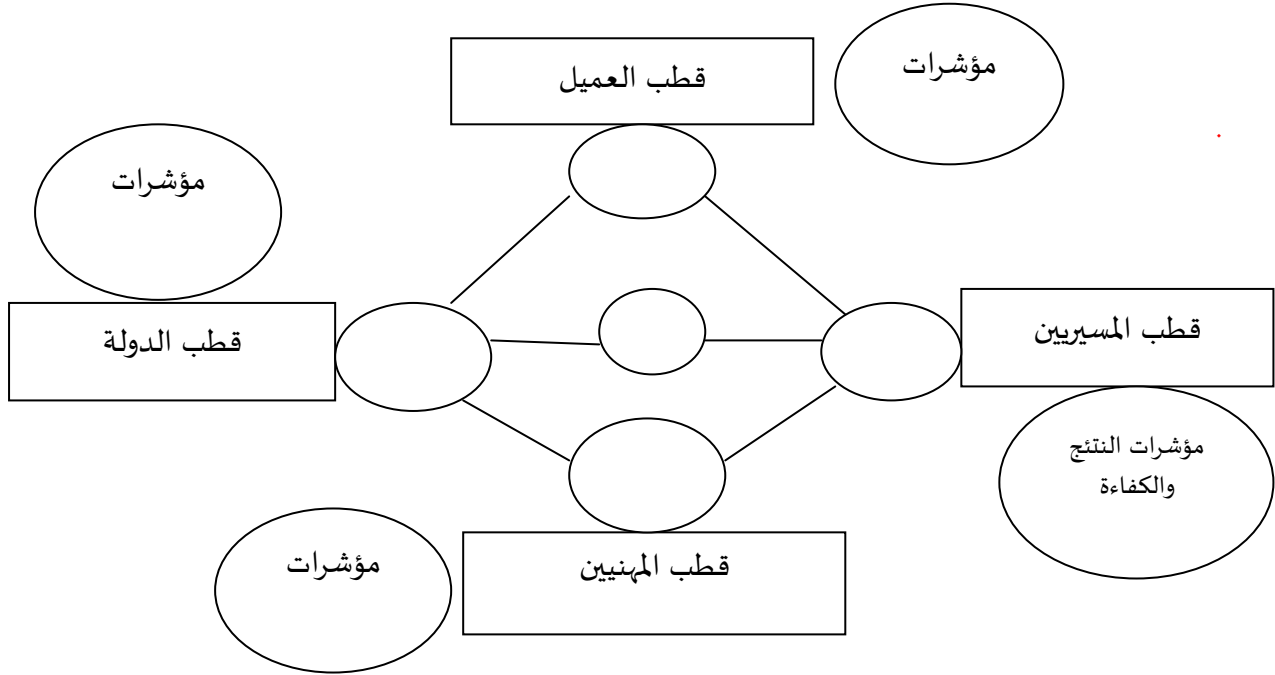 مؤشرات
قطب العميل
مؤشرات
قطب المسيريين
قطب الدولة
مؤشرات النتئج
والكفاءة
مؤشرات
قطب المهنيين